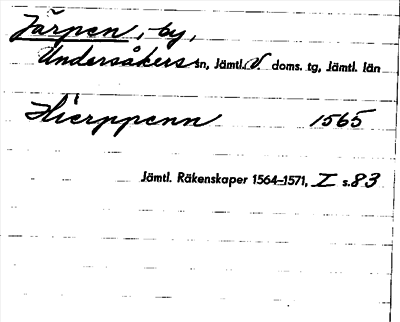 Järpen, by,
Undersåkers sn, Jämtl. V. doms. tg, Jämtl. län
Hierppenn 1565
Jämtl. Räkenskaper 1564–1571, I s. 83